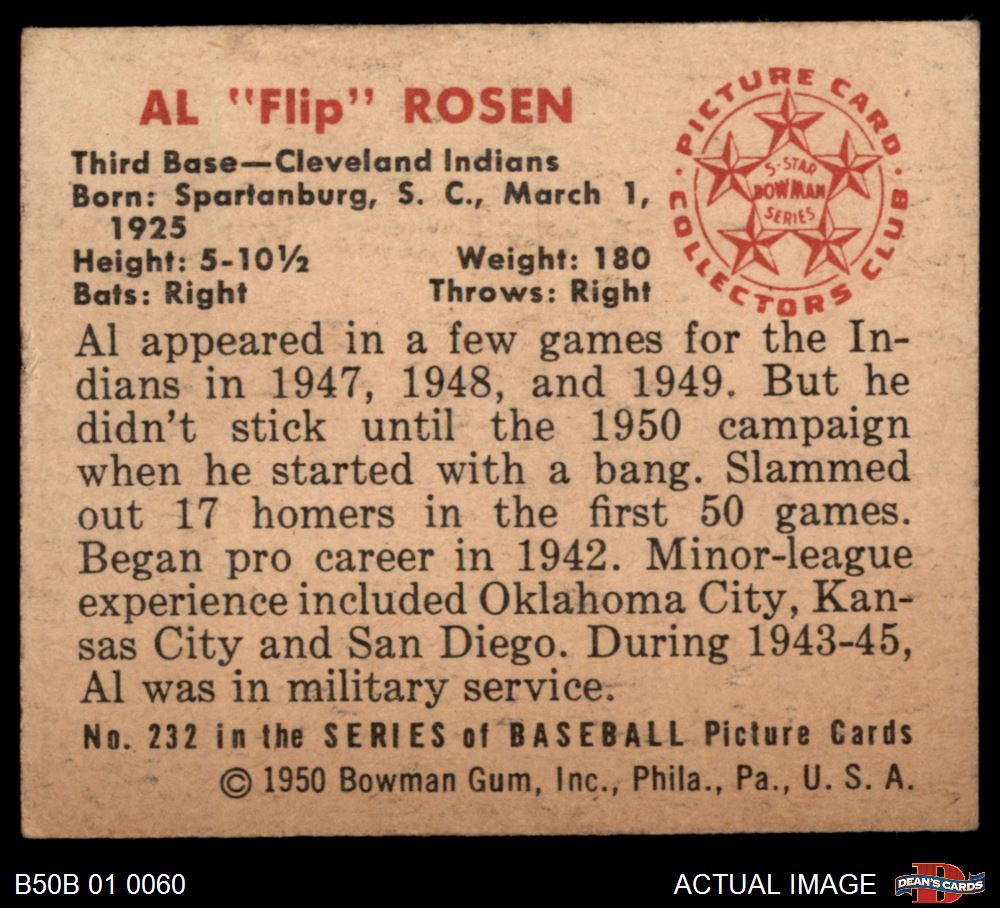 AL "Flip" ROSEN
Third Base—Cleveland Indians
Born: Spartanburg, S. C., March 1,
1925
Height: 5-10½ Weight: 180
Bats: Right Throws: Right
PICTURE CARD
COLLECTORS CLUB
5-STAR
BOWMAN
SERIES
Al appeared in a few games for the In-
dians in 1947, 1948, and 1949. But he
didn't stick until the 1950 campaign
when he started with a bang. Slammed
out 17 homers in the first 50 games.
Began pro career in 1942. Minor-league
experience included Oklahoma City, Kan-
sas City and San Diego. During 1943-45,
Al was in military service.
No. 232 in the SERIES of BASEBALL Picture Cards
© 1950 Bowman Gum, Inc., Phila., Pa., U. S. A.
B50B 01 0060
ACTUAL IMAGE
D
DEAN'S CARDS